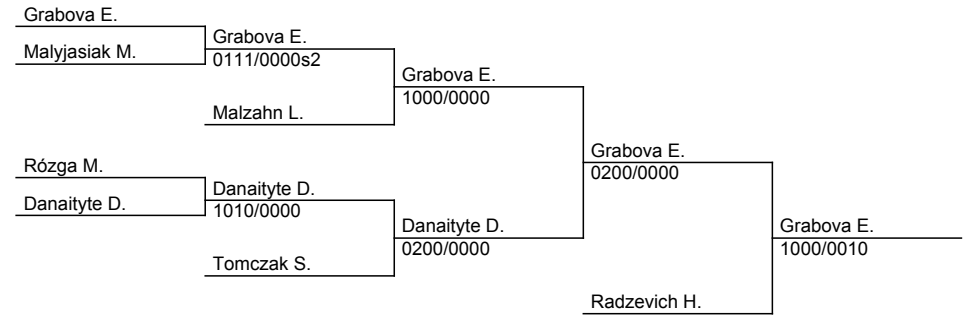 Grabova E.
Malyjasiak M.
Grabova E.
0111/0000s2
Malzahn L.
Grabova E.
1000/0000
Rózga M.
Danaityte D.
Danaityte D.
1010/0000
Tomczak S.
Danaityte D.
0200/0000
Grabova E.
0200/0000
Radzevich H.
Grabova E.
1000/0010